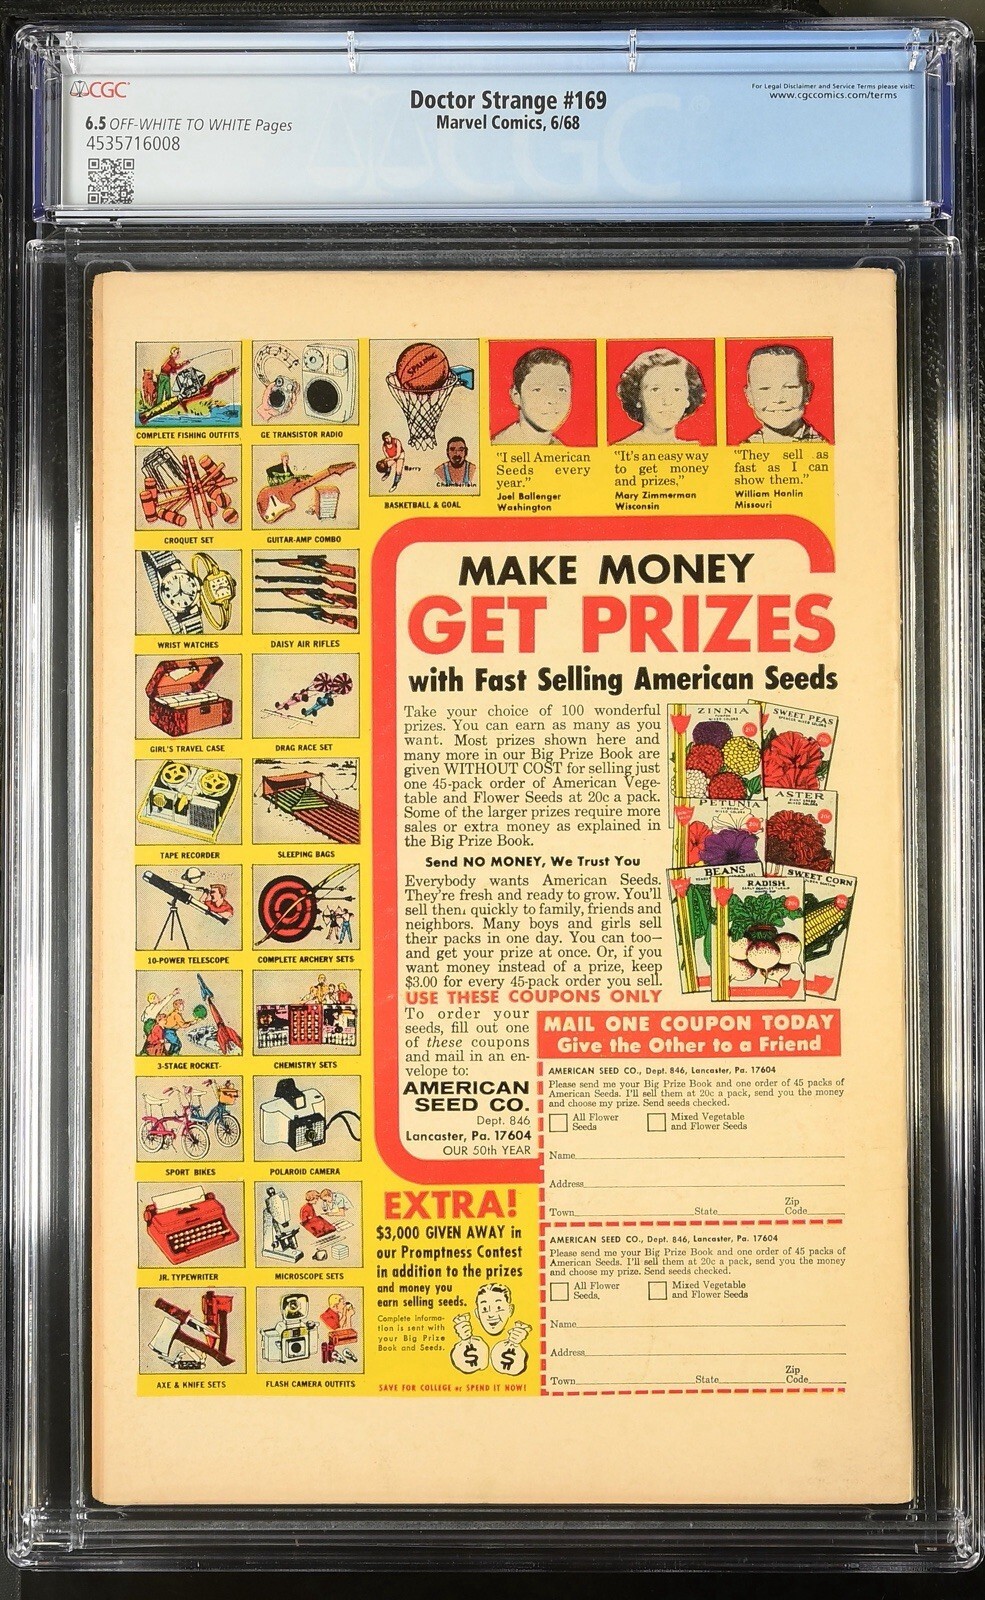 CGC
Doctor Strange #169
Marvel Comics, 6/68
For Legal Disclaimer and Service Terms please visit:
www.cgccomics.com/terms
6.5 OFF-WHITE TO WHITE Pages
4535716008
COMPLETE FISHING OUTFITS
GE TRANSISTOR RADIO
SPALDING
Barry
Chamberlain
BASKETBALL & GOAL
CROQUET SET
GUITAR-AMP COMBO
WRIST WATCHES
DAISY AIR RIFLES
GIRL'S TRAVEL CASE
DRAG RACE SET
TAPE RECORDER
SLEEPING BAGS
10-POWER TELESCOPE
COMPLETE ARCHERY SETS
3-STAGE ROCKET
CHEMISTRY SETS
SPORT BIKES
POLAROID CAMERA
JR. TYPEWRITER
MICROSCOPE SETS
AXE & KNIFE SETS
FLASH CAMERA OUTFITS
"I sell American
Seeds every
year."
Joel Ballenger
Washington
"It's an easy way
to get money
and prizes."
Mary Zimmerman
Wisconsin
"They sell as
fast as I can
show them."
William Hanlin
Missouri
MAKE MONEY
GET PRIZES
with Fast Selling American Seeds
Take your choice of 100 wonderful
prizes. You can earn as many as you
want. Most prizes shown here and
many more in our Big Prize Book are
given WITHOUT COST for selling just
one 45-pack order of American Vege-
table and Flower Seeds at 20c a pack.
Some of the larger prizes require more
sales or extra money as explained in
the Big Prize Book.
Send NO MONEY, We Trust You
Everybody wants American Seeds.
They're fresh and ready to grow. You'll
sell them quickly to family, friends and
neighbors. Many boys and girls sell
their packs in one day. You can too—
and get your prize at once. Or, if you
want money instead of a prize, keep
$3.00 for every 45-pack order you sell.
USE THESE COUPONS ONLY
To order your
seeds, fill out one
of these coupons
and mail in an en-
velope to:
AMERICAN
SEED CO.
Dept. 846
Lancaster, Pa. 17604
OUR 50th YEAR
ZINNIA
SWEET PEAS
PETUNIA
ASTER
BEANS
RADISH
SWEET CORN
MAIL ONE COUPON TODAY
Give the Other to a Friend
AMERICAN SEED CO., Dept. 846, Lancaster, Pa. 17604
Please send me your Big Prize Book and one order of 45 packs of
American Seeds. I'll sell them at 20c a pack, send you the money
and choose my prize. Send seeds checked.
All Flower Seeds
Mixed Vegetable and Flower Seeds
Name
Address
Town State Zip Code
AMERICAN SEED CO., Dept. 846, Lancaster, Pa. 17604
Please send me your Big Prize Book and one order of 45 packs of
American Seeds. I'll sell them at 20c a pack, send you the money
and choose my prize. Send seeds checked.
All Flower Seeds.
Mixed Vegetable and Flower Seeds
Name
Address
Town State Zip Code
EXTRA!
$3,000 GIVEN AWAY in
our Promptness Contest
in addition to the prizes
and money you
earn selling seeds.
Complete informa-
tion is sent with
your Big Prize
Book and Seeds.
$ $
SAVE FOR COLLEGE or SPEND IT NOW!